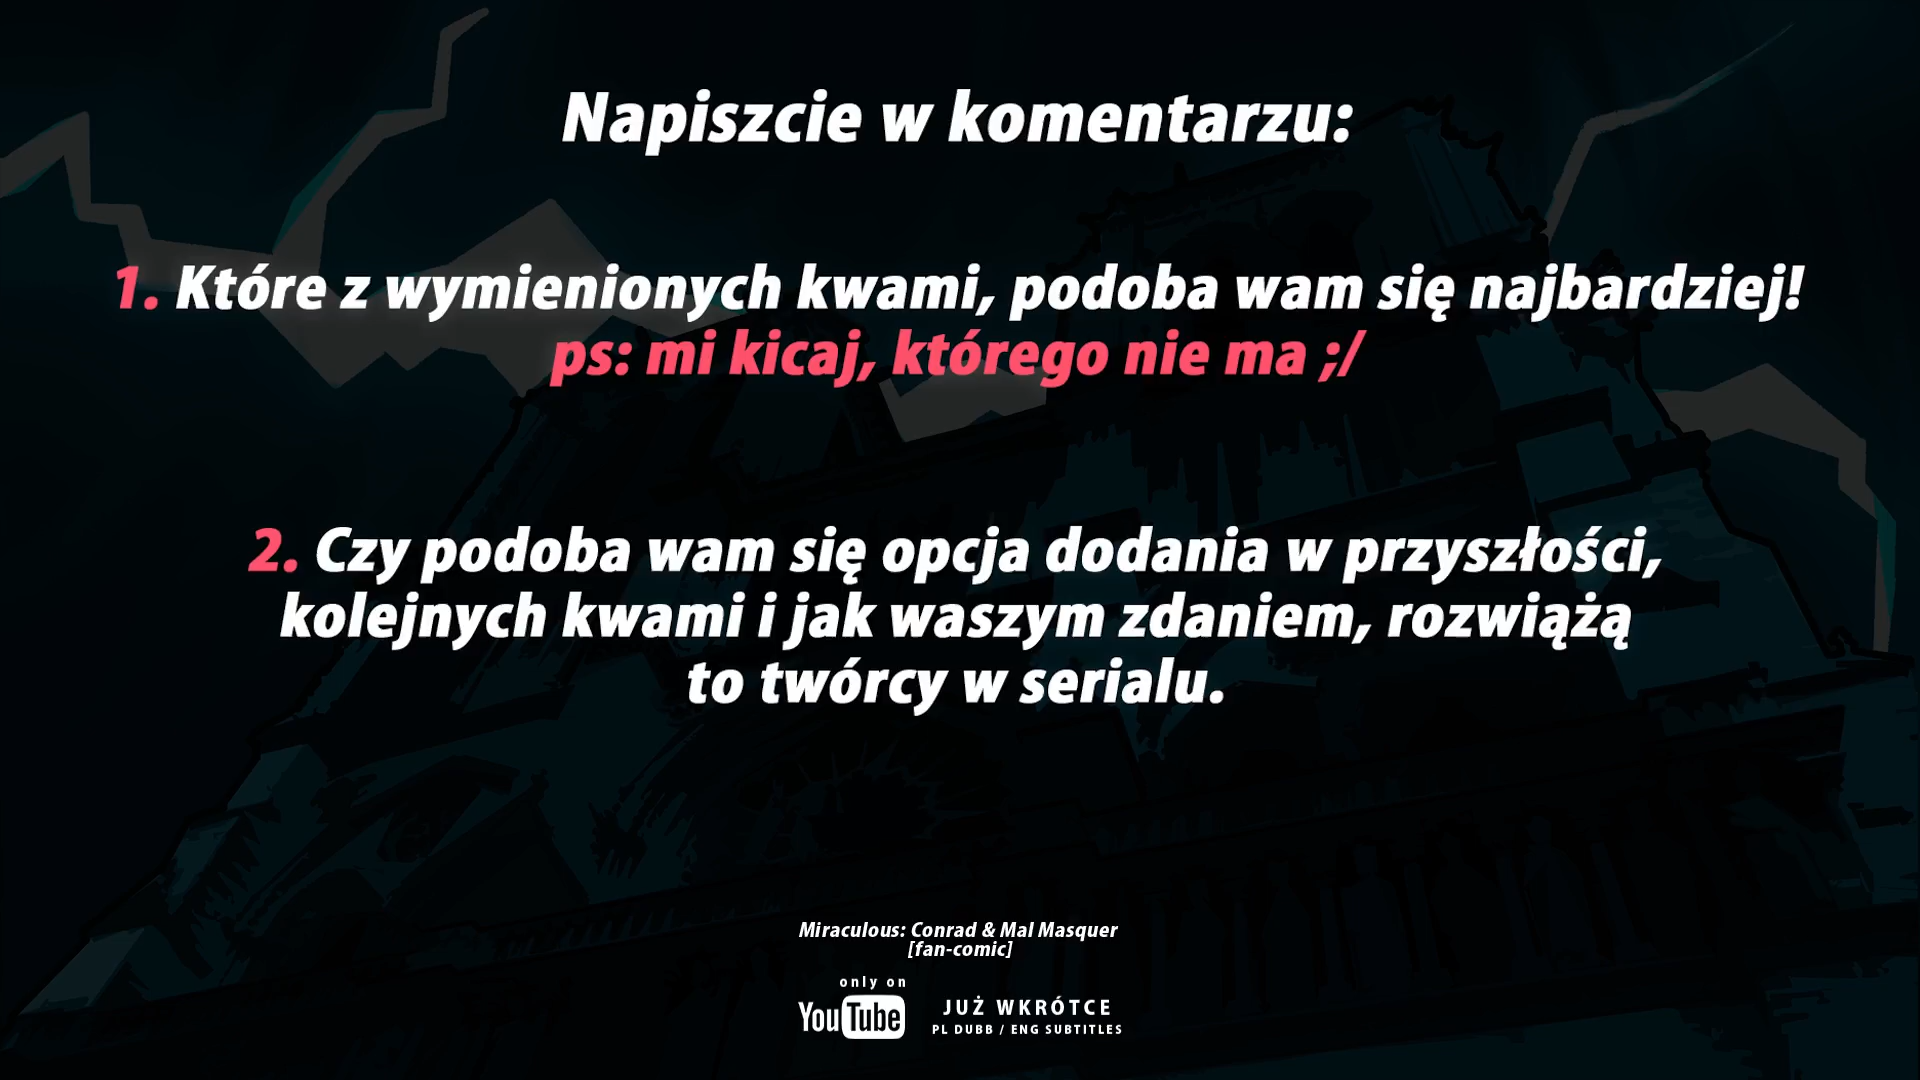 Napiszcie w komentarzu:
1. Które z wymienionych kwami, podoba wam się najbardziej!
ps: mi kicaj, którego nie ma ;/
2. Czy podoba wam się opcja dodania w przyszłości,
kolejnych kwami i jak waszym zdaniem, rozwiążą
to twórcy w serialu.
Miraculous: Conrad & Mal Masquer
[fan-comic]
only on
YouTube
JUŻ WKRÓTCE
PL DUBB / ENG SUBTITLES